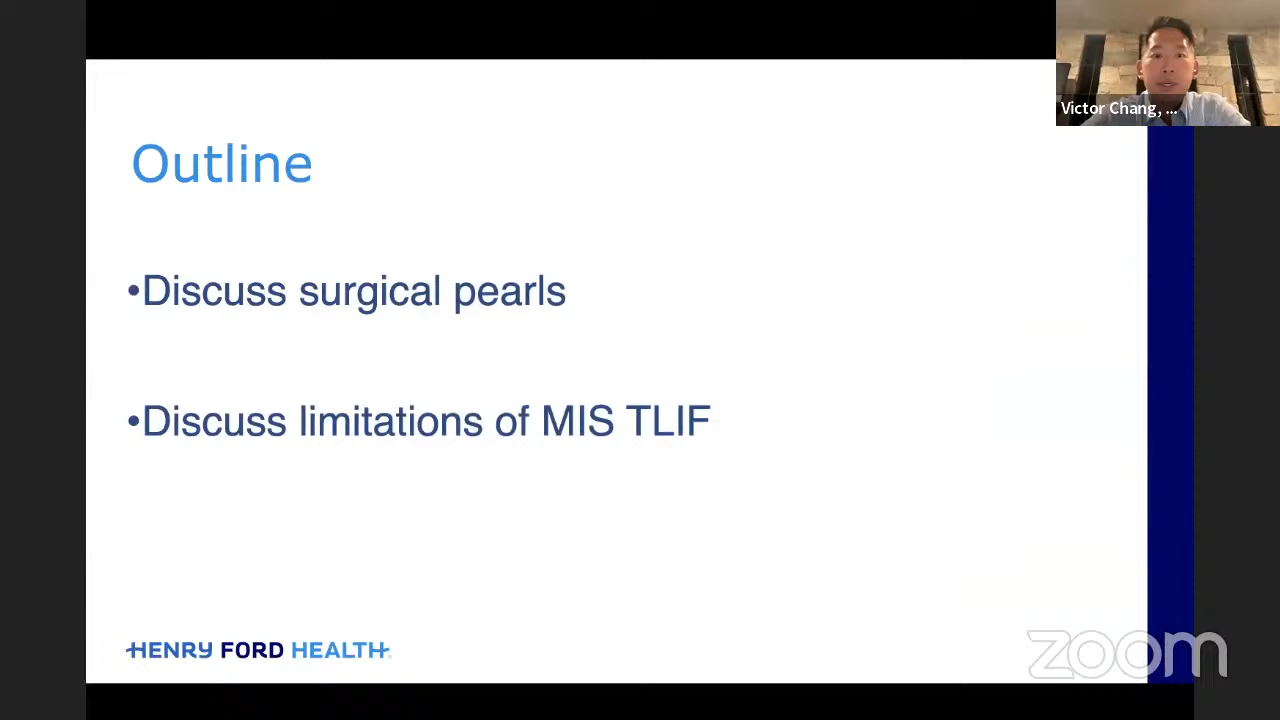 Victor Chang, ...
Outline
•Discuss surgical pearls
•Discuss limitations of MIS TLIF
HENRY FORD HEALTH
zoom